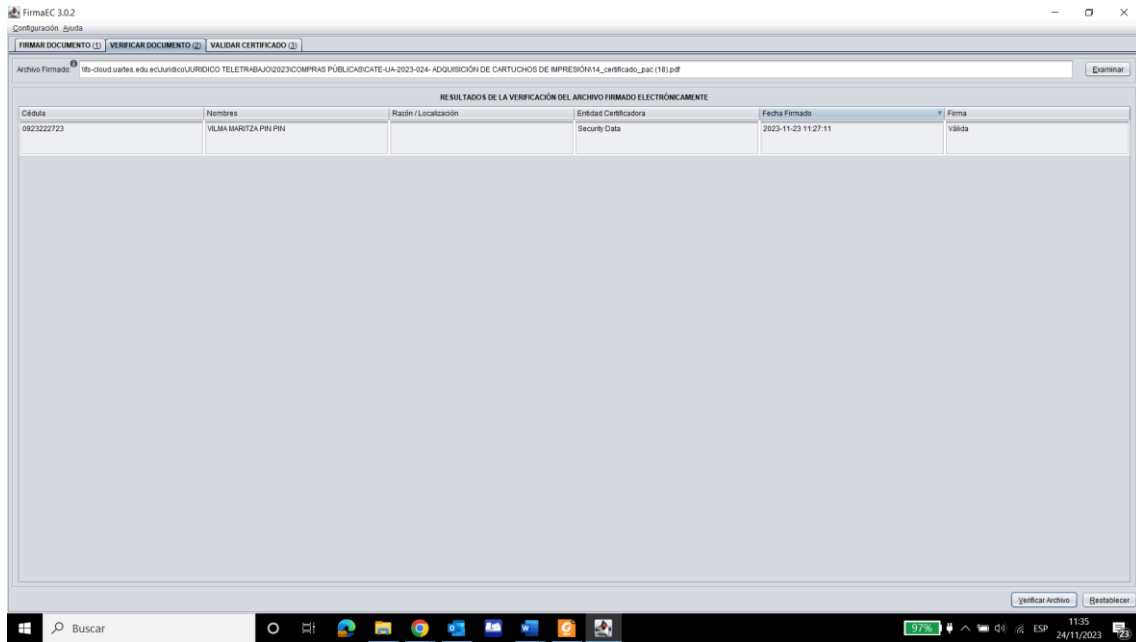 FirmaEC 3.0.2
Configuración Ayuda
FIRMAR DOCUMENTO (1) VERIFICAR DOCUMENTO (2) VALIDAR CERTIFICADO (3)
Archivo Firmado: \\fs-cloud.uartes.edu.ec\Juridico\JURIDICO TELETRABAJO\2023\COMPRAS PÚBLICAS\CATE-UA-2023-024- ADQUISICIÓN DE CARTUCHOS DE IMPRESIÓN\14_certificado_pac (18).pdf Examinar
RESULTADOS DE LA VERIFICACIÓN DEL ARCHIVO FIRMADO ELECTRÓNICAMENTE
Cédula Nombres Razón / Localización Entidad Certificadora Fecha Firmado Firma
0923222723 VILMA MARITZA PIN PIN Security Data 2023-11-23 11:27:11 Válida
Verificar Archivo Restablecer
Buscar 97% ESP 11:35
24/11/2023 23